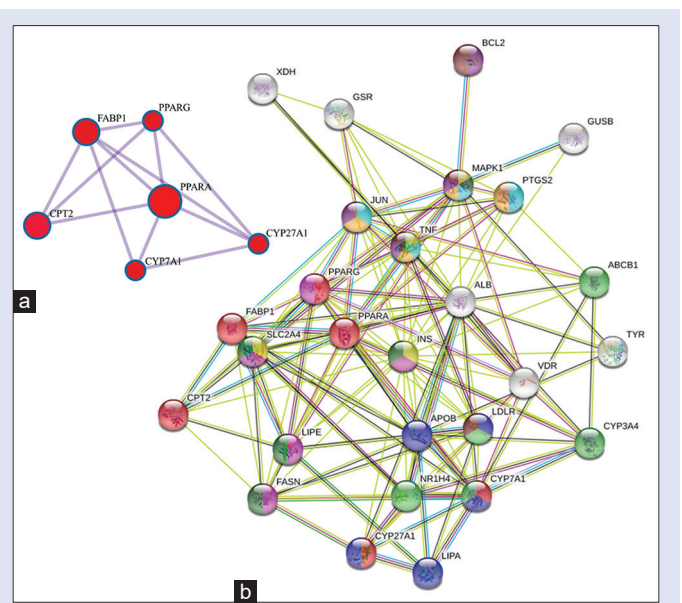 PPARG
FABP1
PPARA
CPT2
CYP27A1
CYP7A1
a
BCL2
XDH
GSR
GUSB
MAPK1
PTGS2
JUN
TNF
ABCB1
PPARG
ALB
FABP1
PPARA
SLC2A4
INS
TYR
VDR
CPT2
APOB
LDLR
LIPE
CYP3A4
FASN
NR1H4
CYP7A1
CYP27A1
LIPA
b